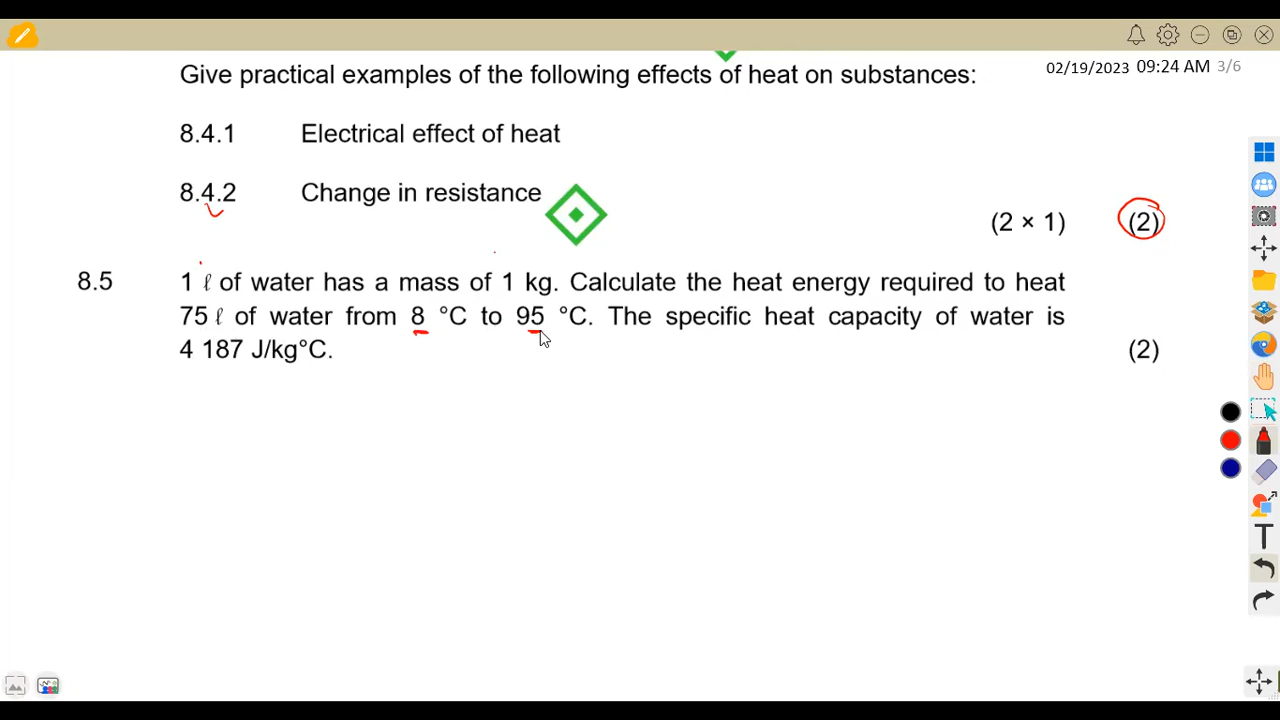 02/19/2023 09:24 AM 3/6
Give practical examples of the following effects of heat on substances:
8.4.1 Electrical effect of heat
8.4.2 Change in resistance
(2 × 1) (2)
8.5 1 ℓ of water has a mass of 1 kg. Calculate the heat energy required to heat
75 ℓ of water from 8 °C to 95 °C. The specific heat capacity of water is
4 187 J/kg°C. (2)
T